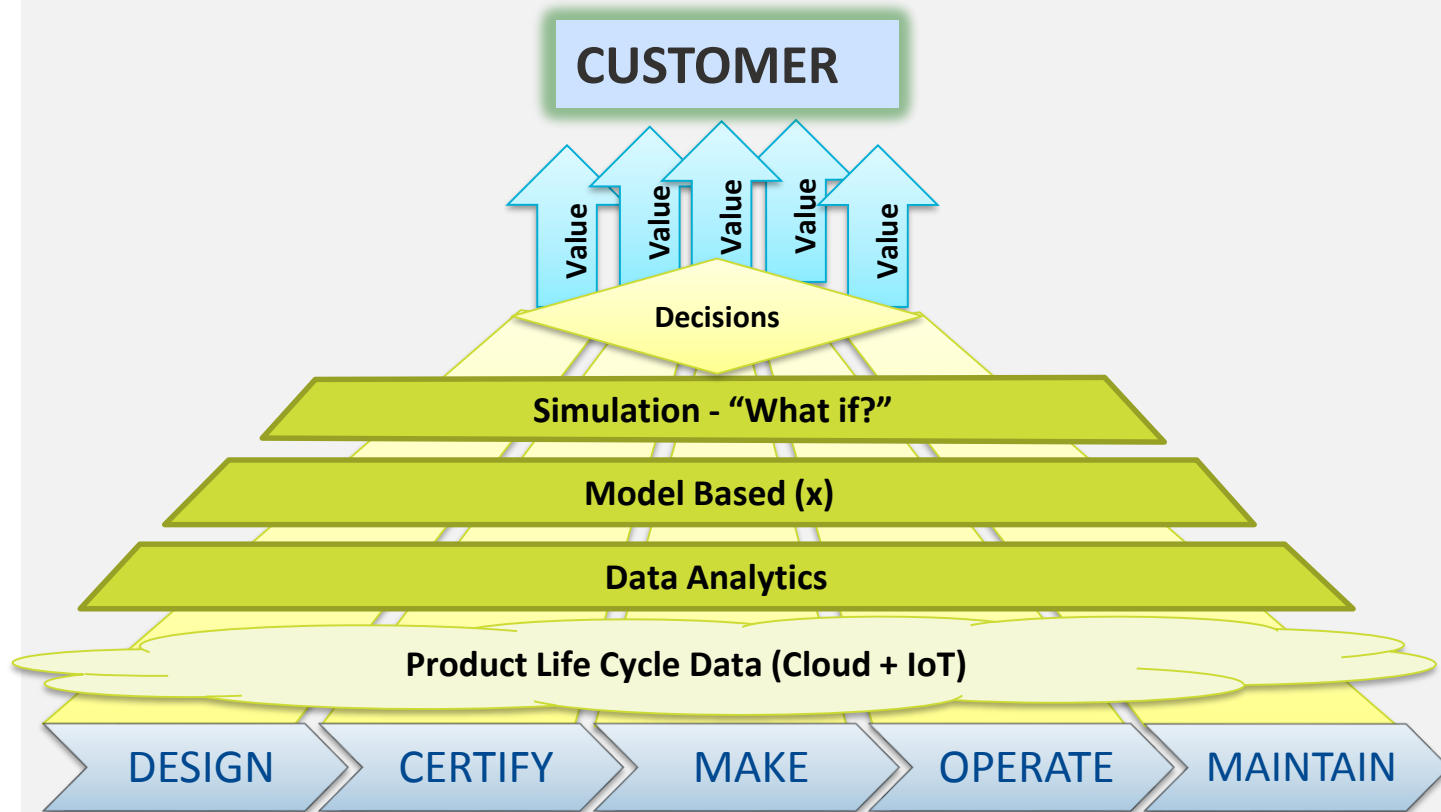 CUSTOMER
Value
Value
Value
Value
Value
Decisions
Simulation - “What if?”
Model Based (x)
Data Analytics
Product Life Cycle Data (Cloud + IoT)
DESIGN
CERTIFY
MAKE
OPERATE
MAINTAIN